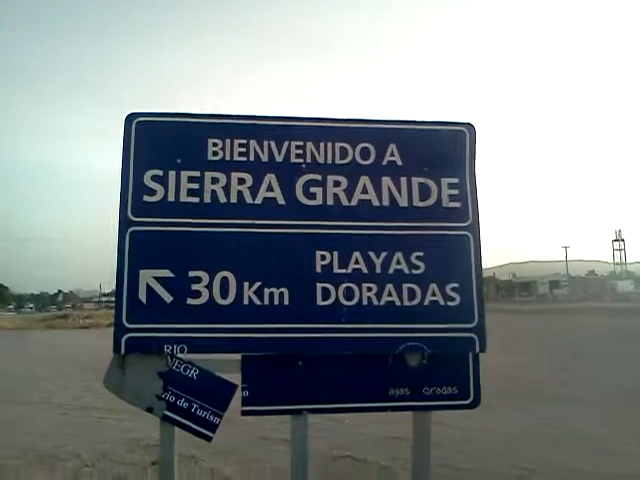 BIENVENIDO A
SIERRA GRANDE
30 Km
PLAYAS
DORADAS
RIO
NEGR
rio de Turism
o
ayas oradas